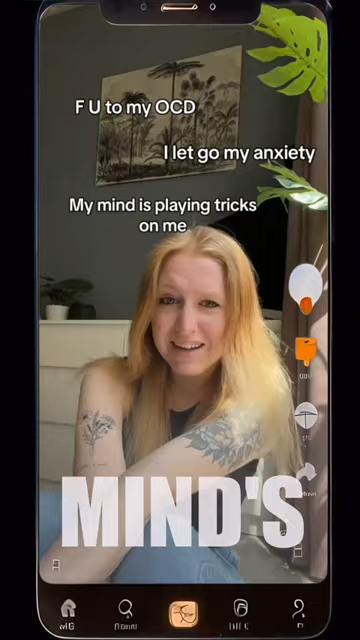 F U to my OCD
I let go my anxiety
My mind is playing tricks
on me
MIND'S